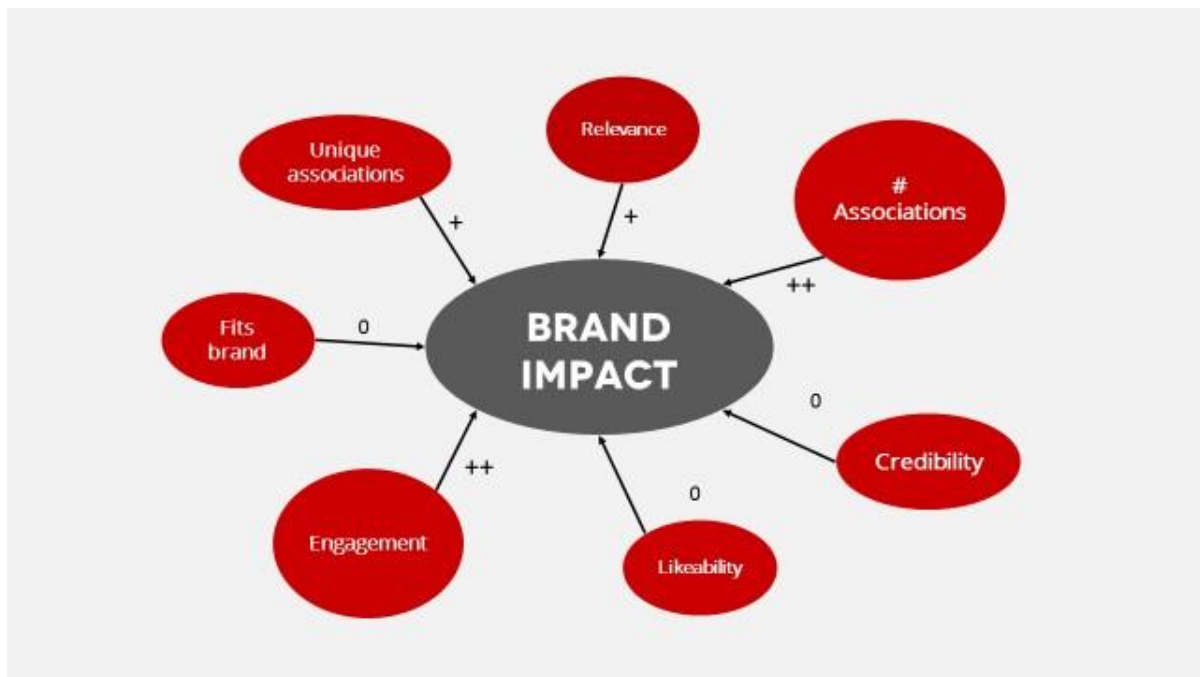 Relevance
Unique
associations
#
Associations
+
+
++
BRAND
IMPACT
Fits
brand
0
0
Credibility
++
0
Engagement
Likeability